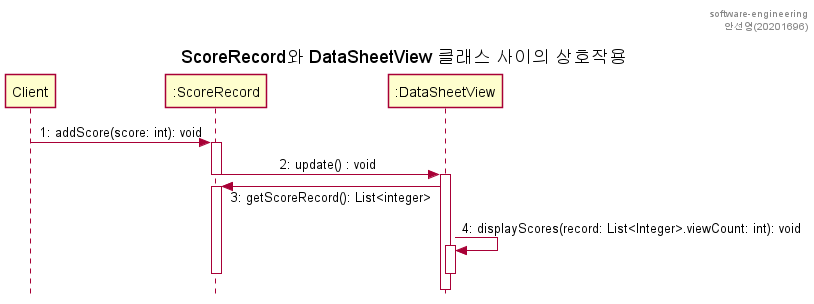 software-engineering
안선영(20201696)
ScoreRecord와 DataSheetView 클래스 사이의 상호작용
Client
:ScoreRecord
:DataSheetView
1: addScore(score: int): void
2: update() : void
3: getScoreRecord(): List<integer>
4: displayScores(record: List<Integer>.viewCount: int): void